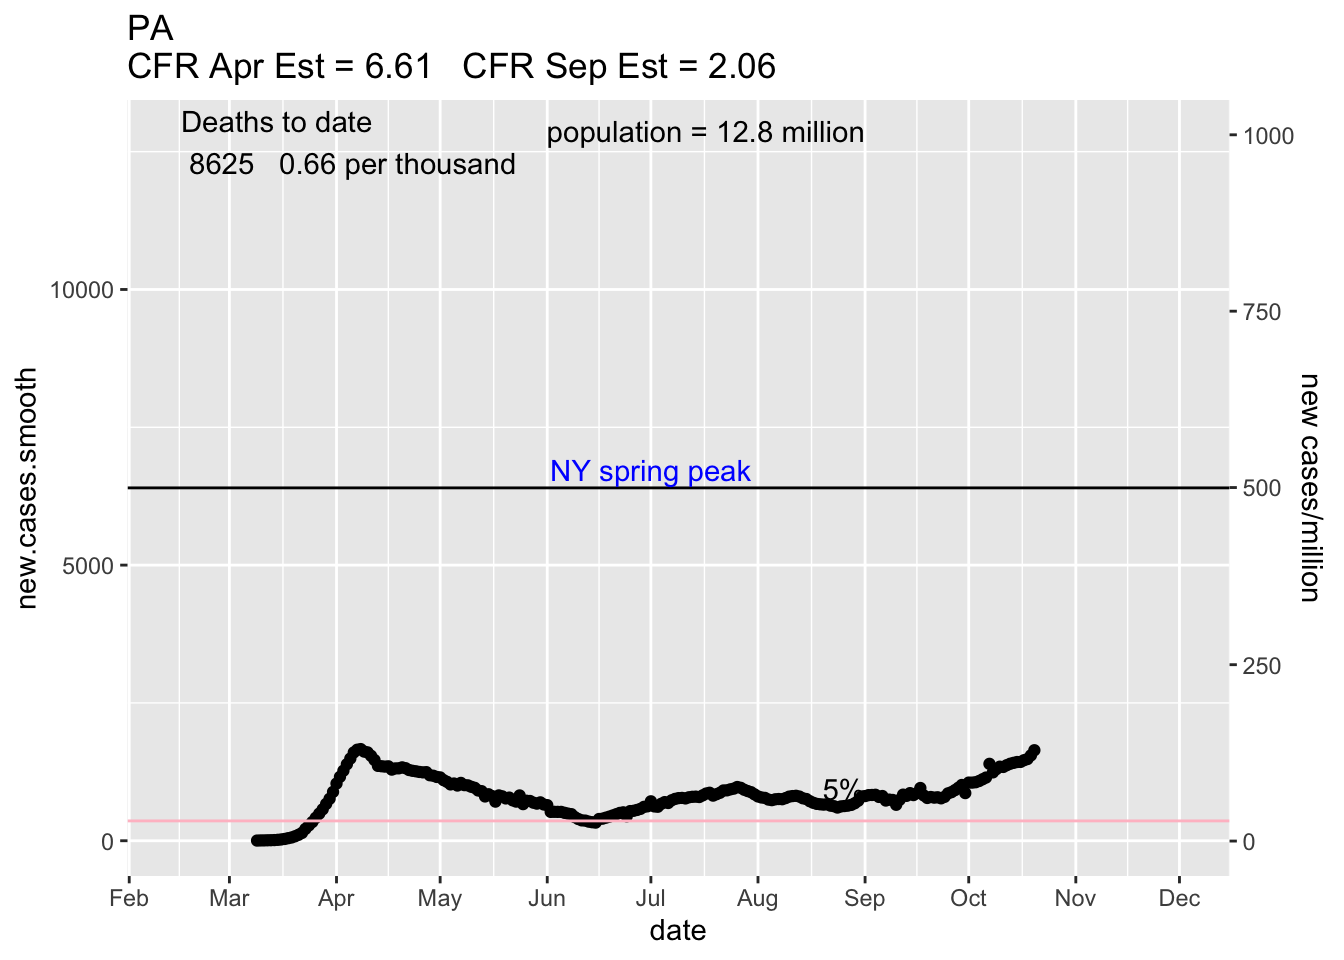 PA
CFR Apr Est = 6.61   CFR Sep Est = 2.06
Deaths to date
8625   0.66 per thousand
population = 12.8 million
NY spring peak
5%
new.cases.smooth
10000
5000
0
new cases/million
1000
750
500
250
0
Feb Mar Apr May Jun Jul Aug Sep Oct Nov Dec
date